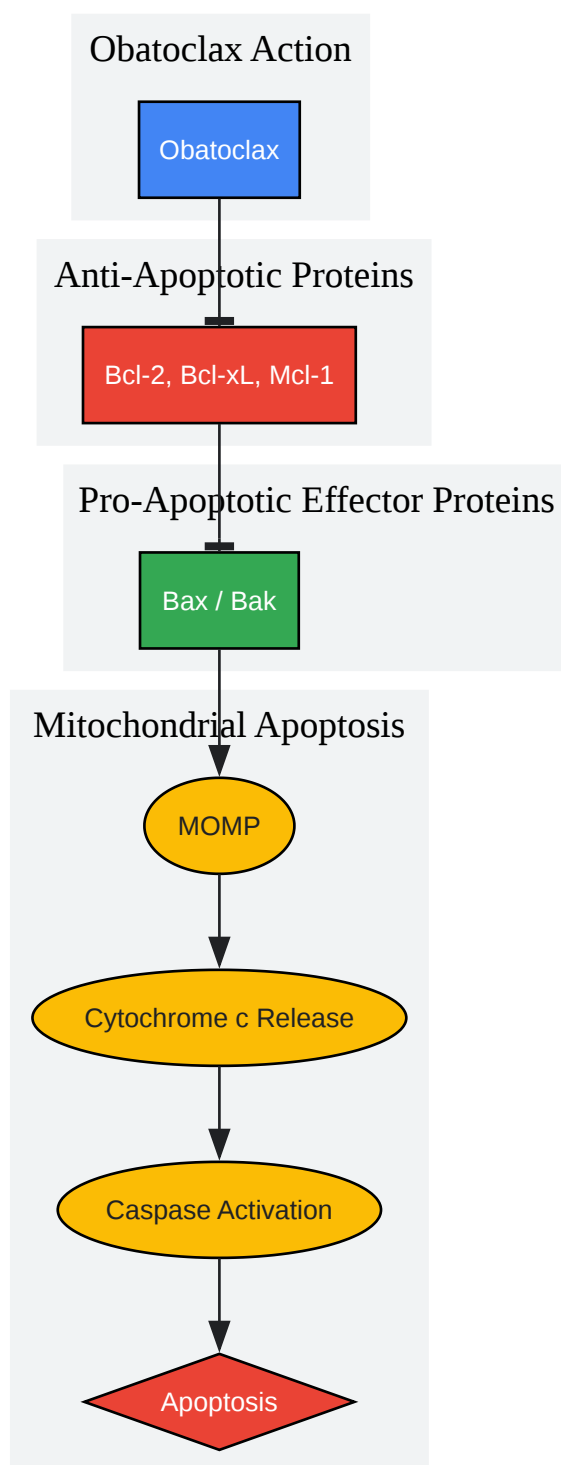 Obatoclax Action
Obatoclax
Anti-Apoptotic Proteins
Bcl-2, Bcl-xL, Mcl-1
Pro-Apoptotic Effector Proteins
Bax / Bak
Mitochondrial Apoptosis
MOMP
Cytochrome c Release
Caspase Activation
Apoptosis